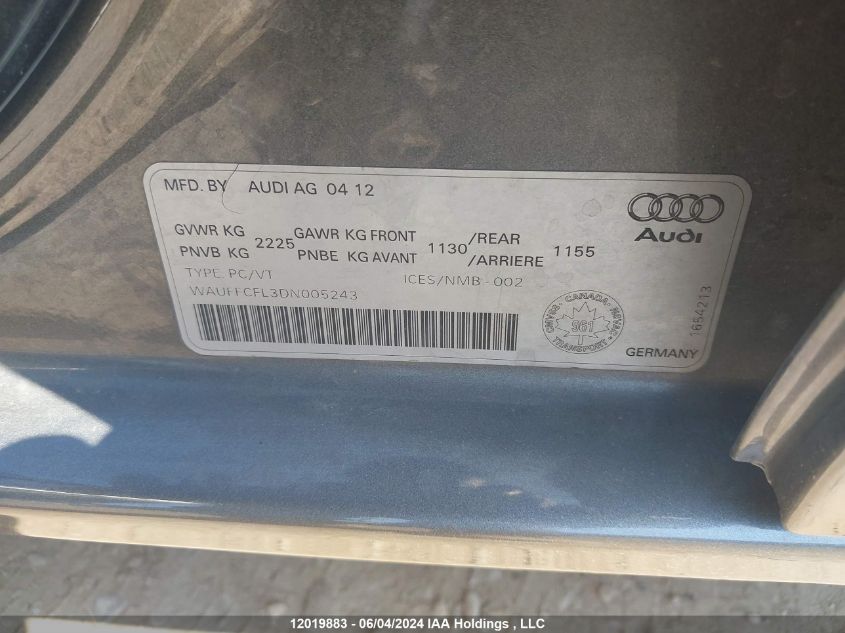 MFD. BY AUDI AG 04 12
Audi
GVWR KG
PNVB KG 2225
GAWR KG FRONT
PNBE KG AVANT 1130
/REAR
/ARRIERE 1155
TYPE PC/VT
ICES/NMB-002
WAUFFCFL3DN005243
CANADA
961
TRANSPORT
1654213
GERMANY
12019883 - 06/04/2024 IAA Holdings, LLC